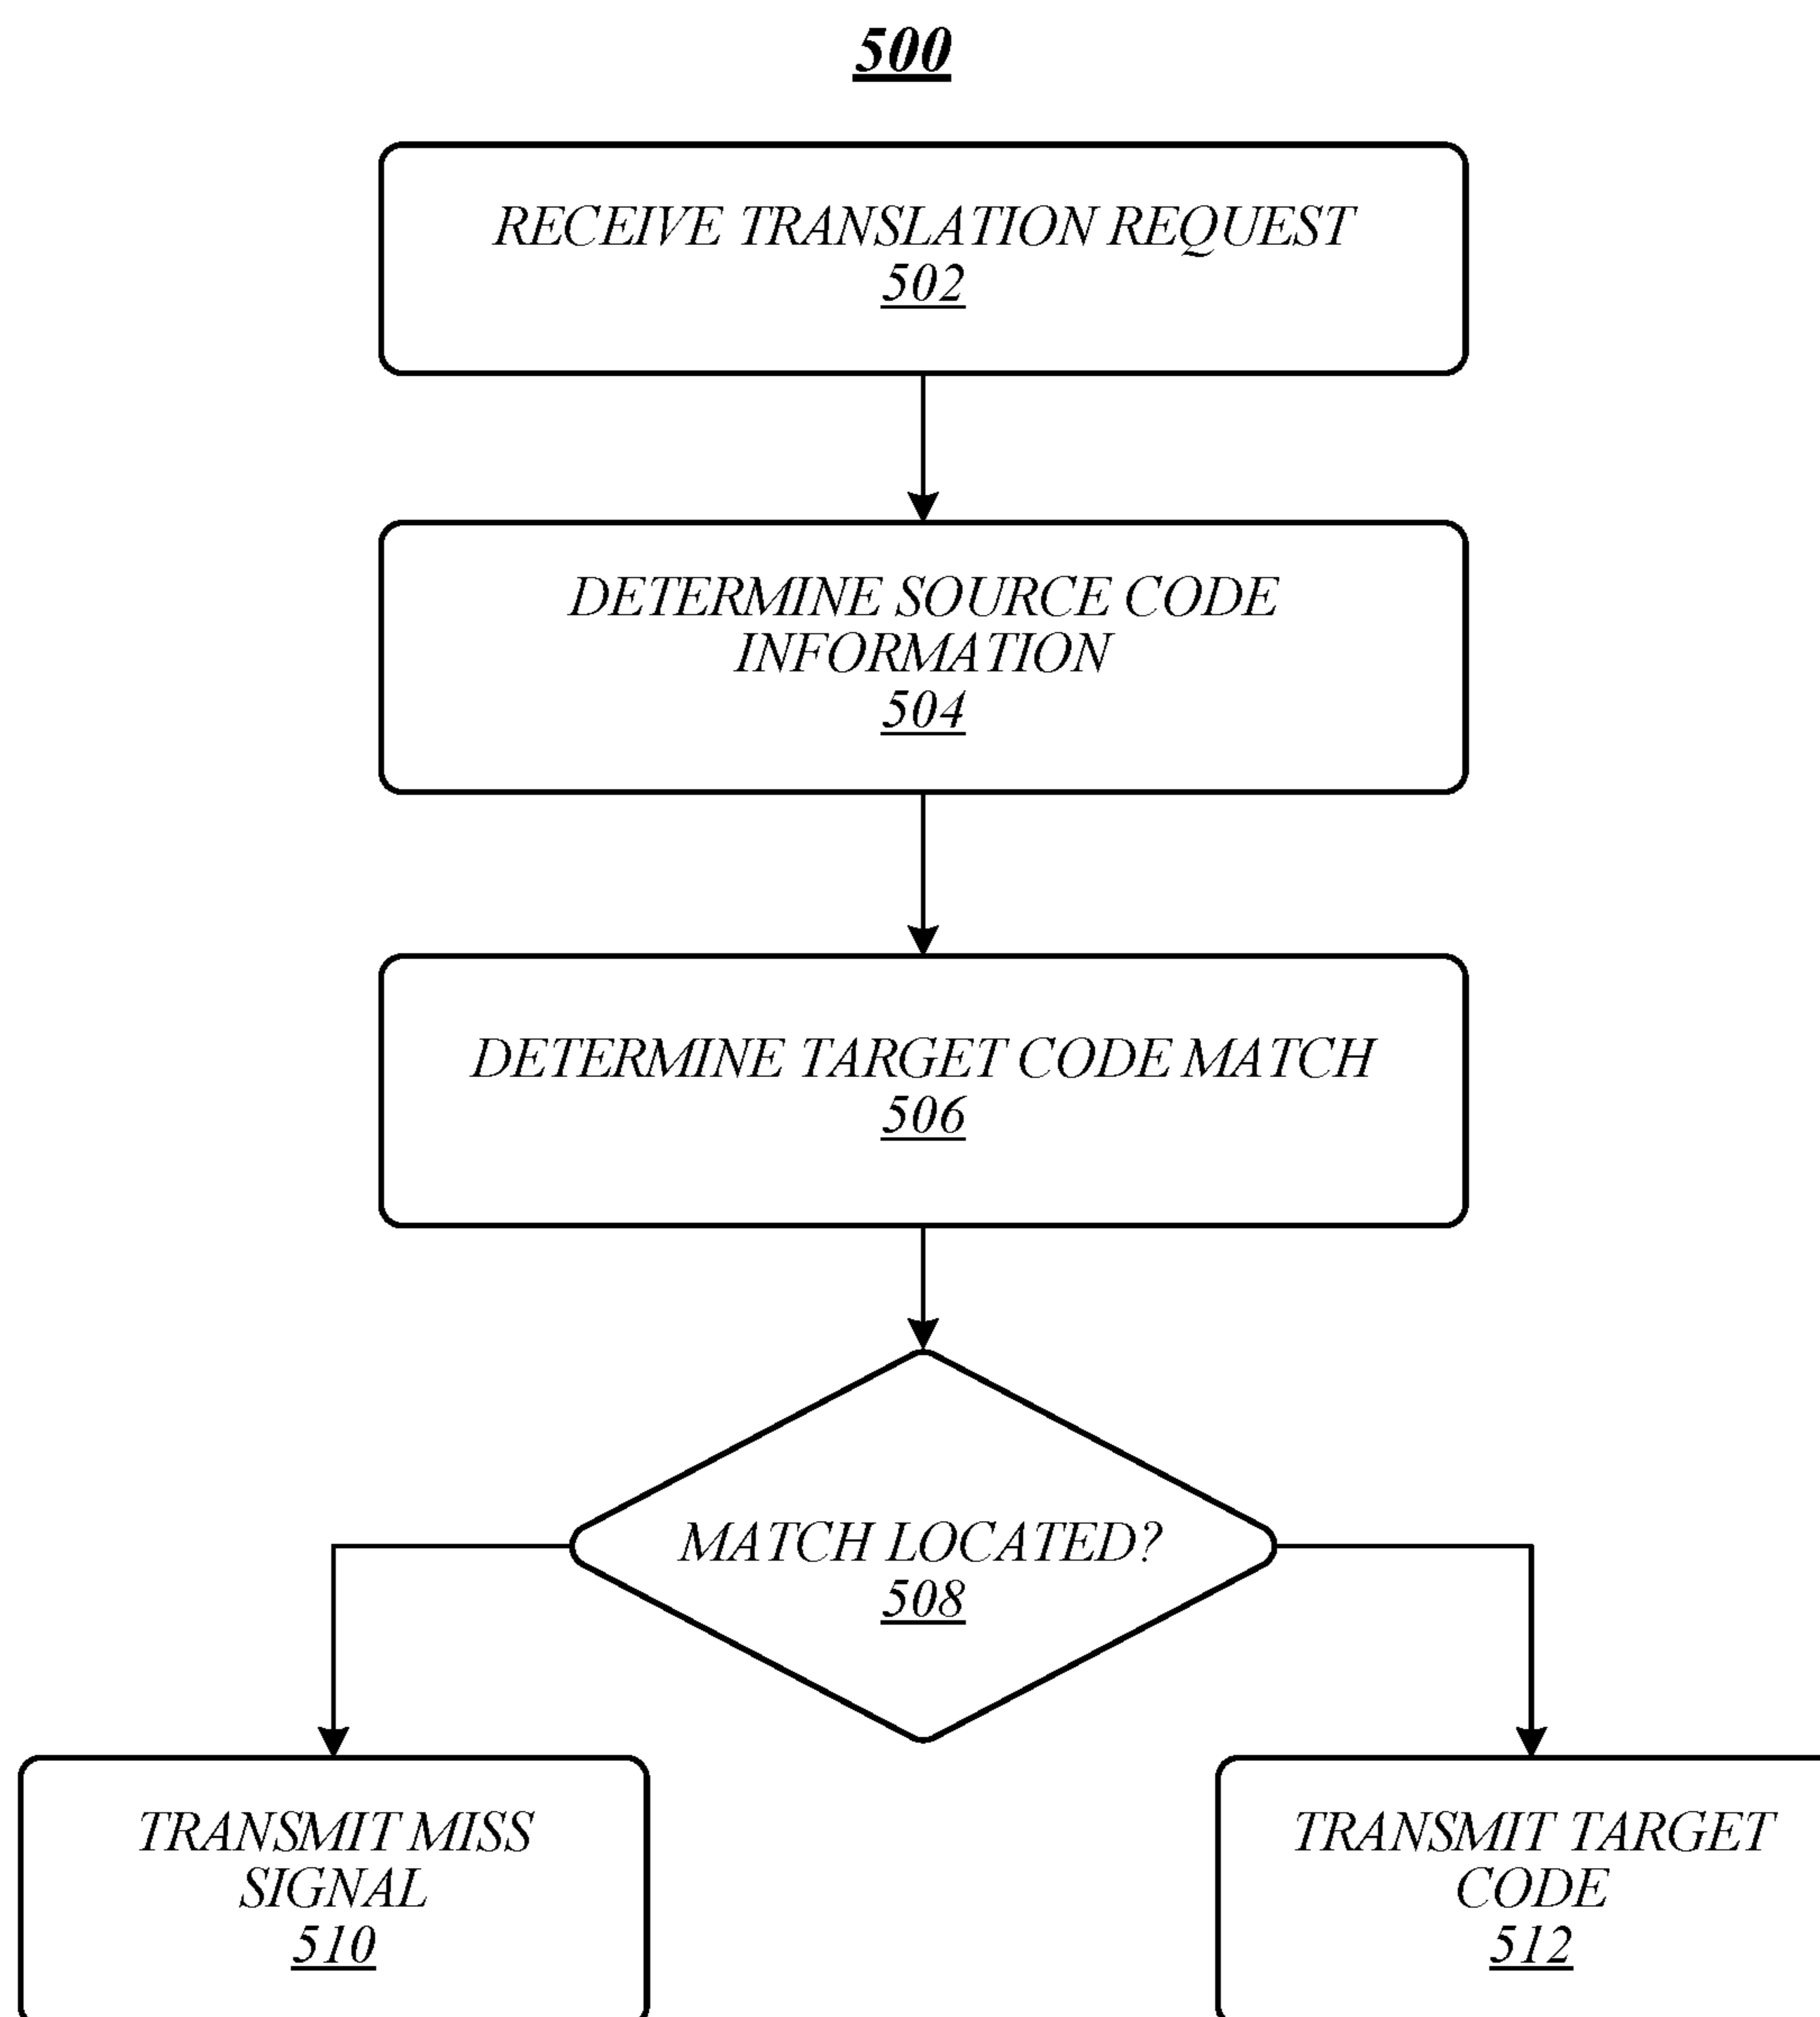 500
RECEIVE TRANSLATION REQUEST
502
DETERMINE SOURCE CODE
INFORMATION
504
DETERMINE TARGET CODE MATCH
506
MATCH LOCATED?
508
TRANSMIT MISS
SIGNAL
510
TRANSMIT TARGET
CODE
512